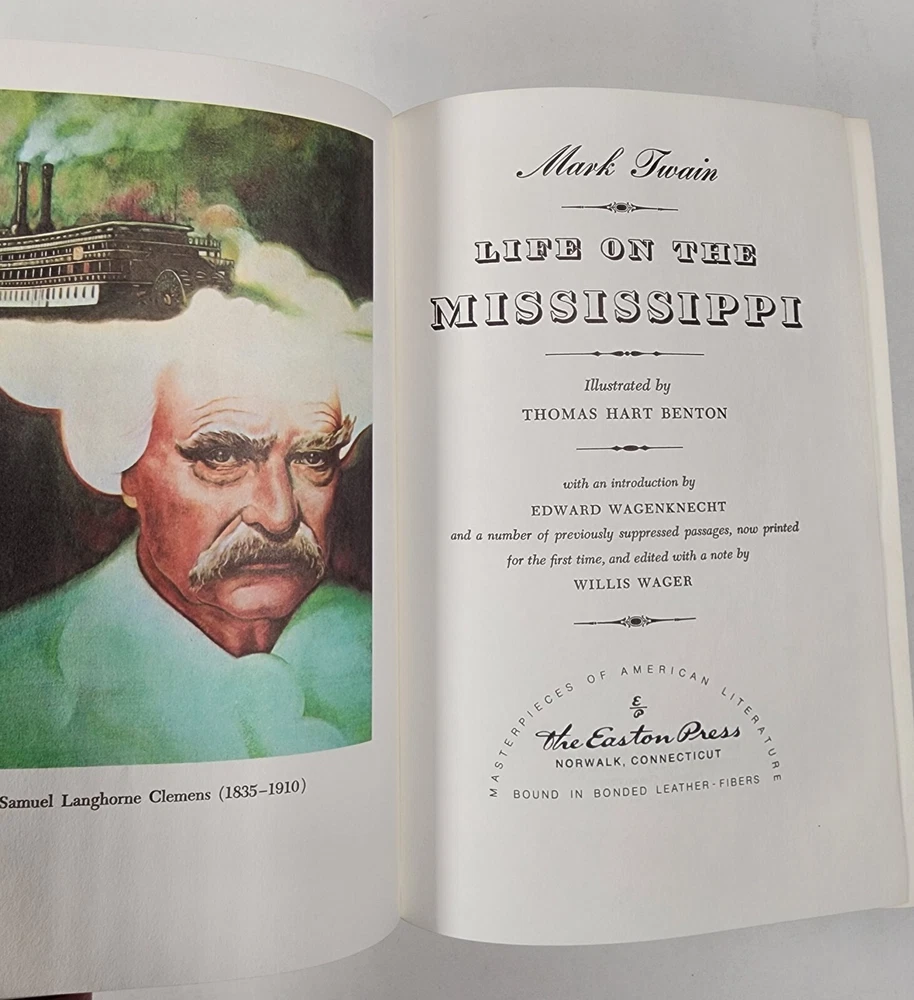 Samuel Langhorne Clemens (1835–1910)
Mark Twain
LIFE ON THE
MISSISSIPPI
Illustrated by
THOMAS HART BENTON
with an introduction by
EDWARD WAGENKNECHT
and a number of previously suppressed passages, now printed
for the first time, and edited with a note by
WILLIS WAGER
MASTERPIECES OF AMERICAN LITERATURE
E/P
The Easton Press
NORWALK, CONNECTICUT
BOUND IN BONDED LEATHER-FIBERS